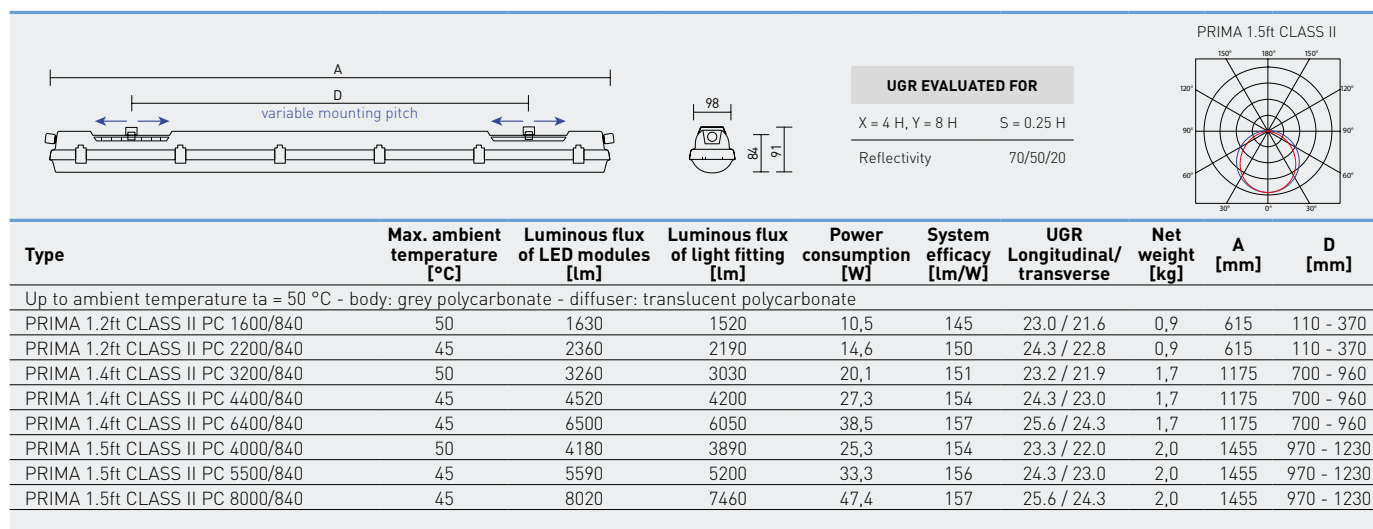 PRIMA 1.5ft CLASS II
150° 180° 150°
120° 120°
90° 90°
60° 60°
30° 0° 30°
A
D
variable mounting pitch
98
84
91
UGR EVALUATED FOR
X = 4 H, Y = 8 H S = 0.25 H
Reflectivity 70/50/20
Type Max. ambient temperature [°C] Luminous flux of LED modules [lm] Luminous flux of light fitting [lm] Power consumption [W] System efficacy [lm/W] UGR Longitudinal/ transverse Net weight [kg] A [mm] D [mm]
Up to ambient temperature ta = 50 °C - body: grey polycarbonate - diffuser: translucent polycarbonate
PRIMA 1.2ft CLASS II PC 1600/840 50 1630 1520 10,5 145 23.0 / 21.6 0,9 615 110 - 370
PRIMA 1.2ft CLASS II PC 2200/840 45 2360 2190 14,6 150 24.3 / 22.8 0,9 615 110 - 370
PRIMA 1.4ft CLASS II PC 3200/840 50 3260 3030 20,1 151 23.2 / 21.9 1,7 1175 700 - 960
PRIMA 1.4ft CLASS II PC 4400/840 45 4520 4200 27,3 154 24.3 / 23.0 1,7 1175 700 - 960
PRIMA 1.4ft CLASS II PC 6400/840 45 6500 6050 38,5 157 25.6 / 24.3 1,7 1175 700 - 960
PRIMA 1.5ft CLASS II PC 4000/840 50 4180 3890 25,3 154 23.3 / 22.0 2,0 1455 970 - 1230
PRIMA 1.5ft CLASS II PC 5500/840 45 5590 5200 33,3 156 24.3 / 23.0 2,0 1455 970 - 1230
PRIMA 1.5ft CLASS II PC 8000/840 45 8020 7460 47,4 157 25.6 / 24.3 2,0 1455 970 - 1230